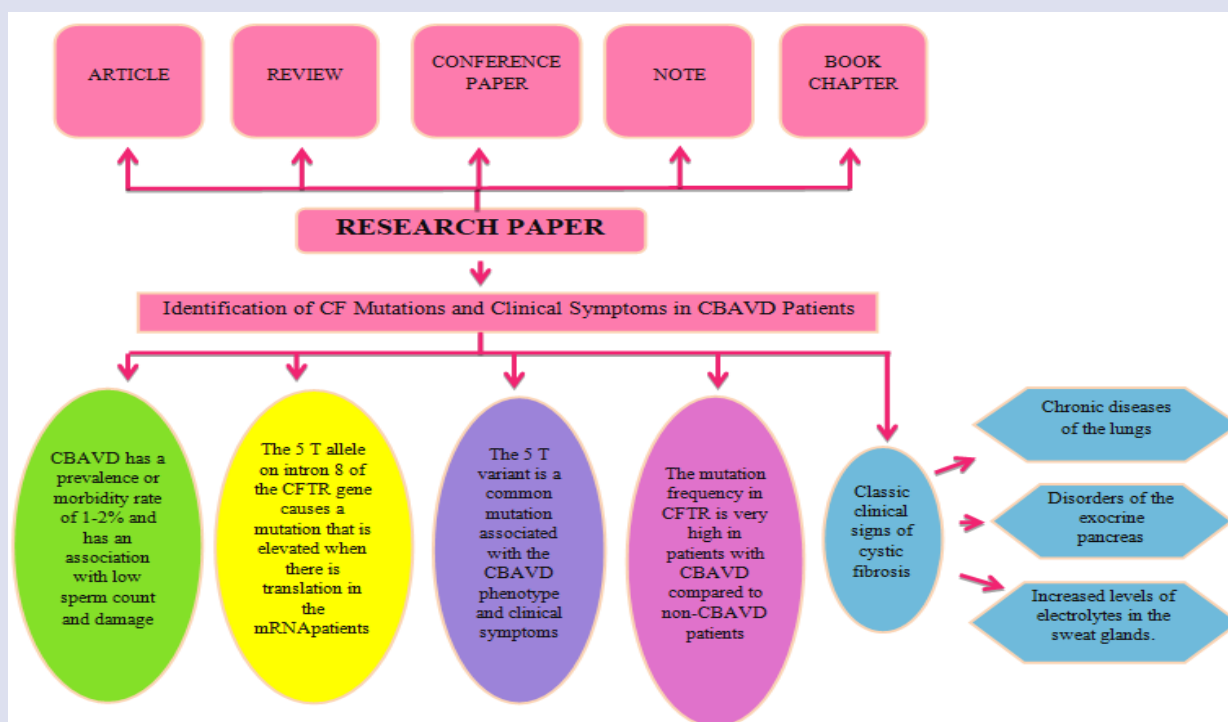 ARTICLE
REVIEW
CONFERENCE
PAPER
NOTE
BOOK
CHAPTER
RESEARCH PAPER
Identification of CF Mutations and Clinical Symptoms in CBAVD Patients
CBAVD has a
prevalence or
morbidity rate
of 1-2% and
has an
association
with low
sperm count
and damage
The 5 T allele
on intron 8 of
the CFTR gene
causes a
mutation that is
elevated when
there is
translation in
the
mRNApatients
The 5 T
variant is a
common
mutation
associated
with the
CBAVD
phenotype
and clinical
symptoms
The mutation
frequency in
CFTR is very
high in
patients with
CBAVD
compared to
non-CBAVD
patients
Classic
clinical
signs of
cystic
fibrosis
Chronic diseases
of the lungs
Disorders of the
exocrine
pancreas
Increased levels of
electrolytes in the
sweat glands.